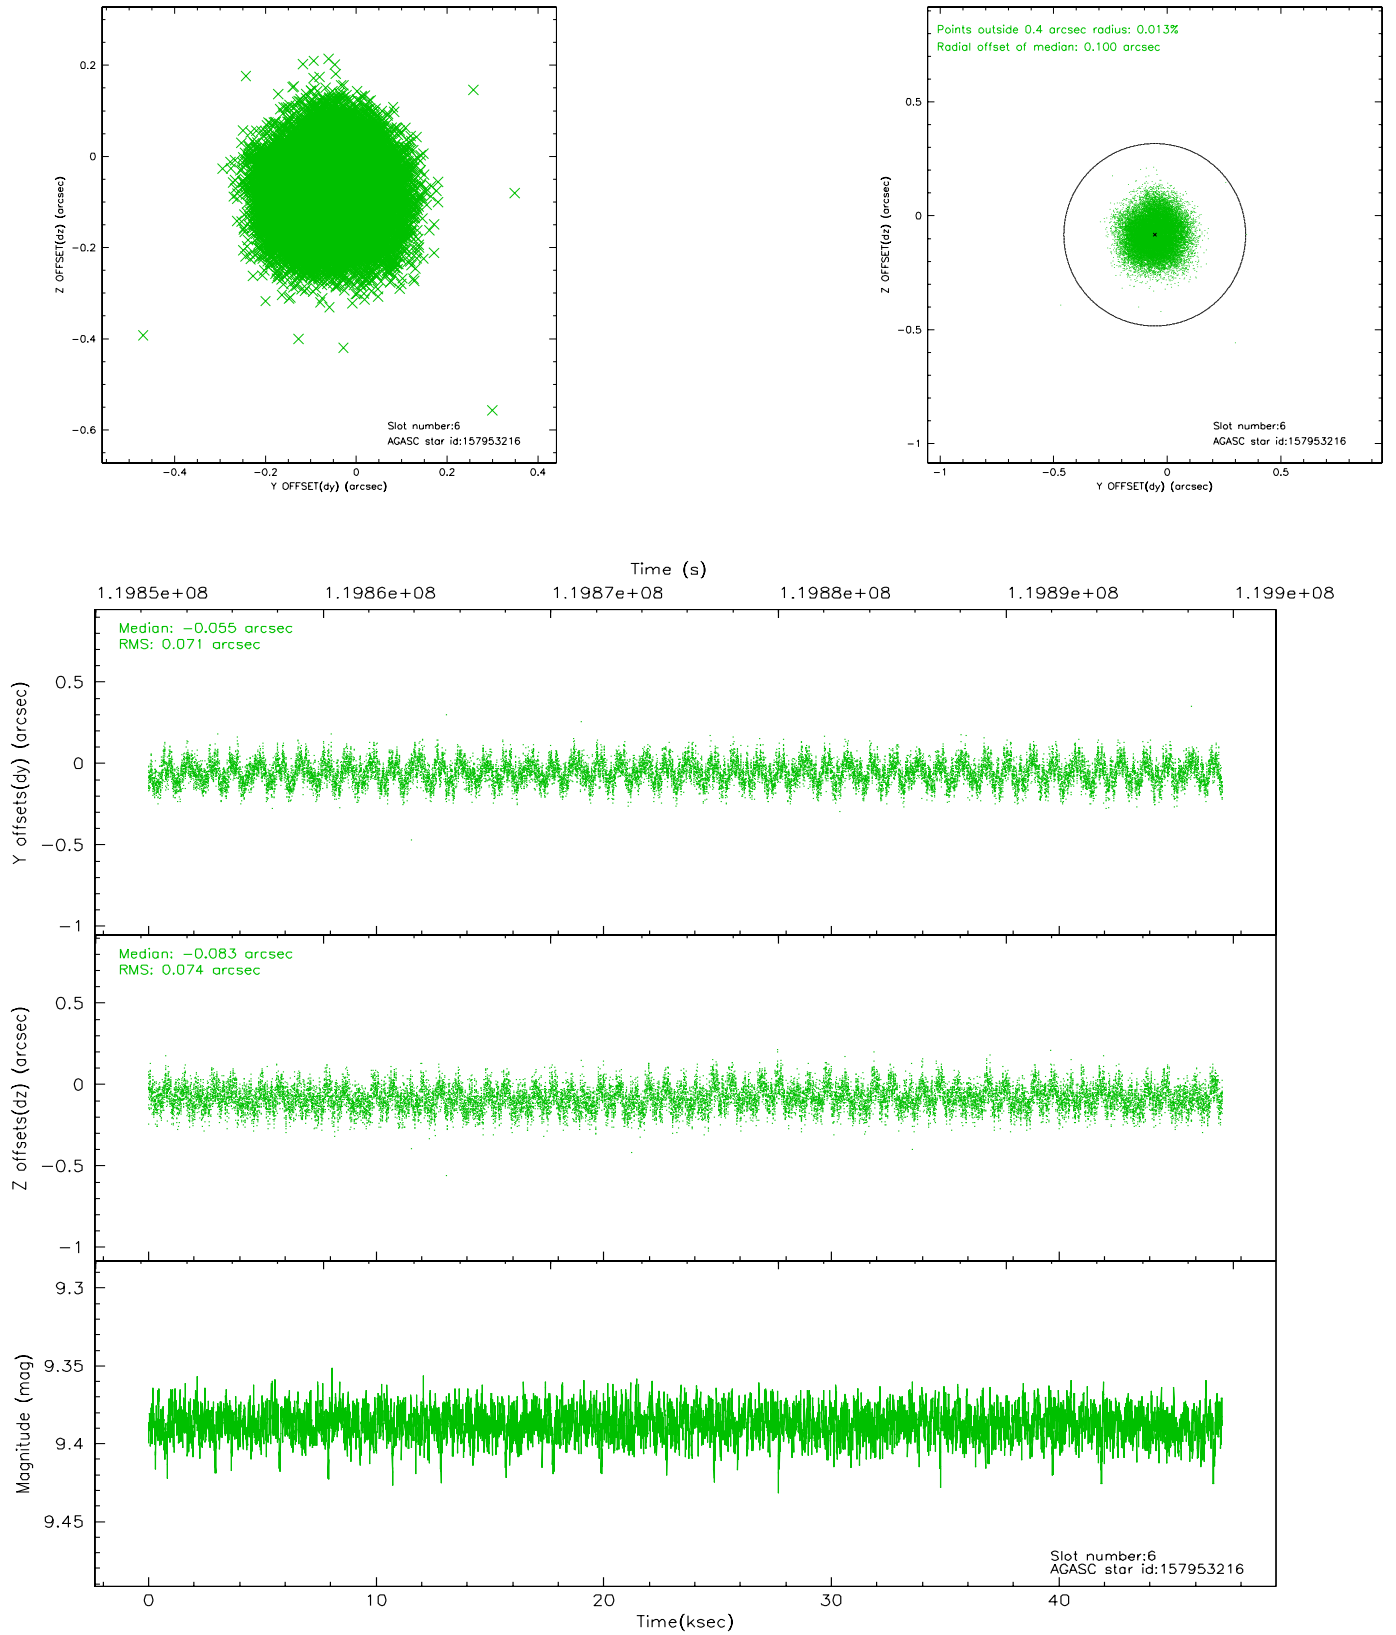 0.2
0
−0.2
−0.4
−0.6
Z OFFSET(dz) (arcsec)
Slot number:6
AGASC star id:157953216
−0.4 −0.2 0 0.2 0.4
Y OFFSET(dy) (arcsec)
Points outside 0.4 arcsec radius: 0.013%
Radial offset of median: 0.100 arcsec
0.5
0
−0.5
−1
Z OFFSET(dz) (arcsec)
Slot number:6
AGASC star id:157953216
−1 −0.5 0 0.5
Y OFFSET(dy) (arcsec)
Time (s)
1.1985e+08 1.1986e+08 1.1987e+08 1.1988e+08 1.1989e+08 1.199e+08
Median: −0.055 arcsec
RMS: 0.071 arcsec
0.5
0
−0.5
−1
Y offsets(dy) (arcsec)
Median: −0.083 arcsec
RMS: 0.074 arcsec
0.5
0
−0.5
−1
Z offsets(dz) (arcsec)
9.3
9.35
9.4
9.45
Magnitude (mag)
Slot number:6
AGASC star id:157953216
0 10 20 30 40
Time(ksec)